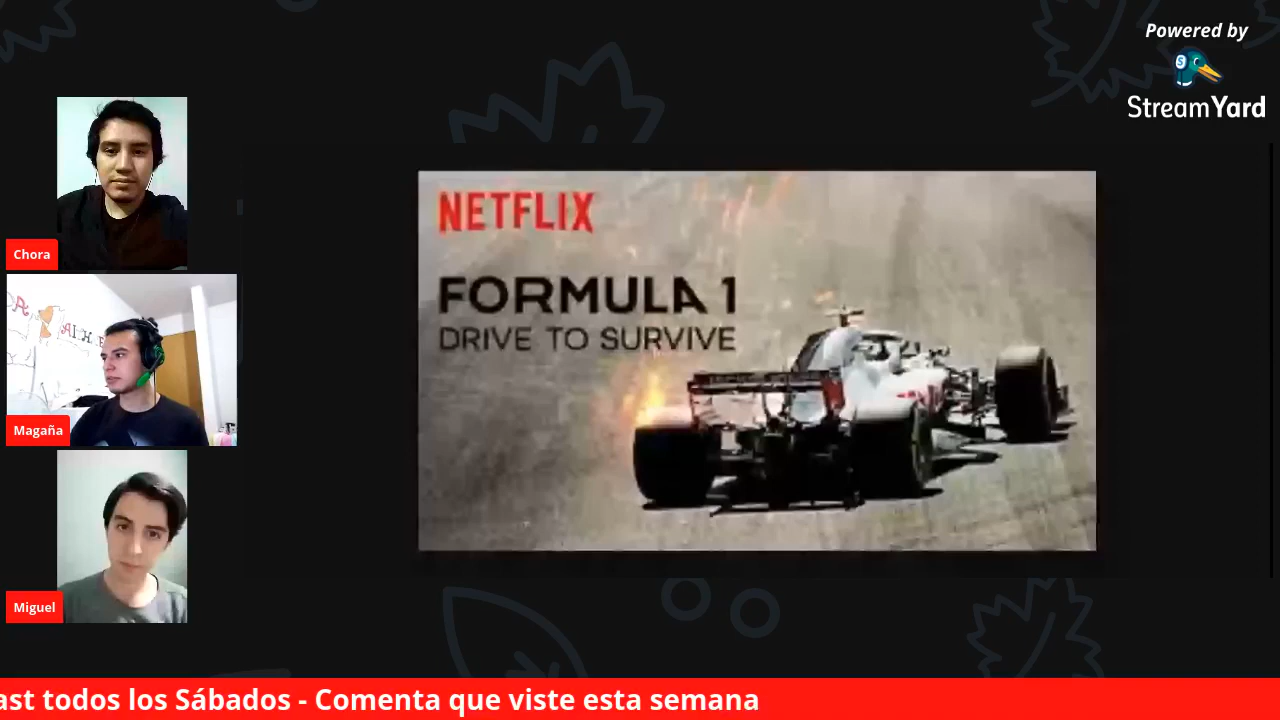 Powered by
StreamYard
Chora
Magaña
Miguel
NETFLIX
FORMULA 1
DRIVE TO SURVIVE
ast todos los Sábados - Comenta que viste esta semana